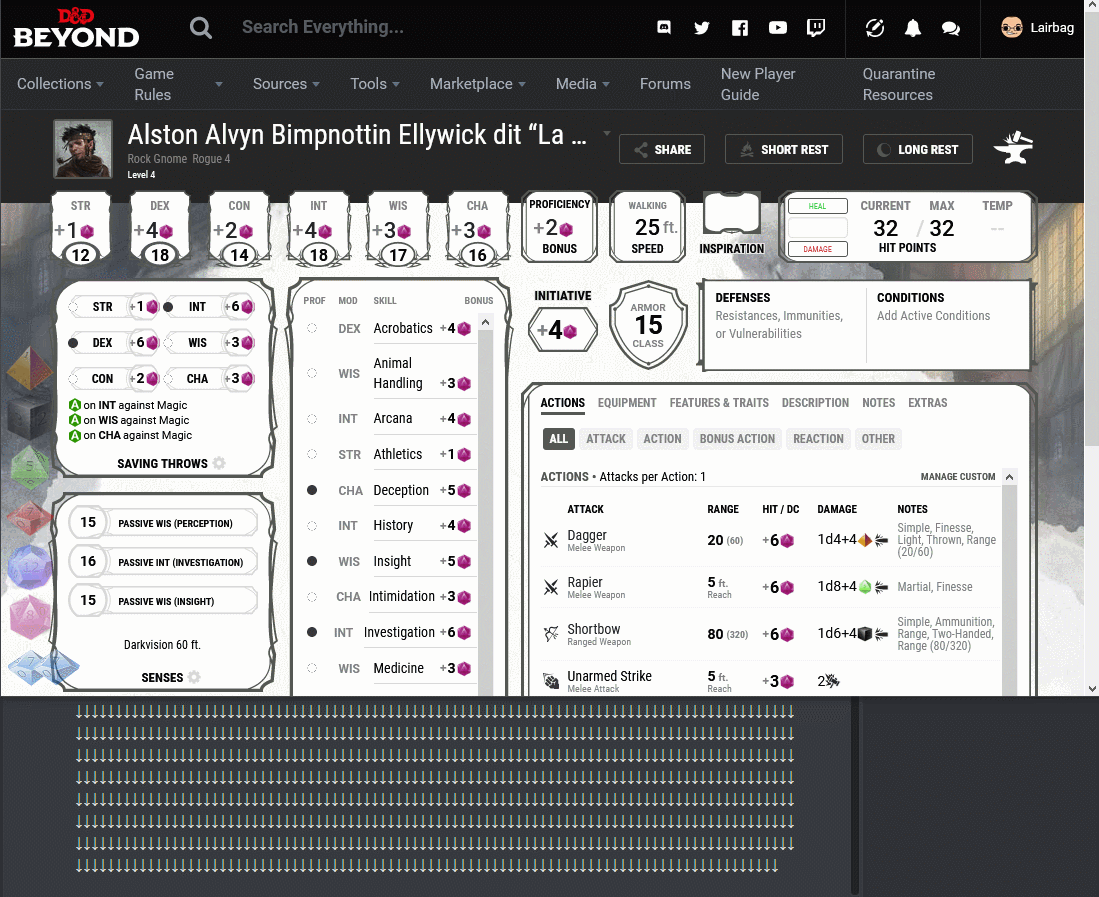 D&D
BEYOND
Search Everything...
Lairbag
Collections
Game Rules
Sources
Tools
Marketplace
Media
Forums
New Player Guide
Quarantine Resources
Alston Alvyn Bimpnottin Ellywick dit “La ...
Rock Gnome Rogue 4
Level 4
SHARE
SHORT REST
LONG REST
STR
+1
12
DEX
+4
18
CON
+2
14
INT
+4
18
WIS
+3
17
CHA
+3
16
PROFICIENCY
+2
BONUS
WALKING
25 ft.
SPEED
INSPIRATION
HEAL
DAMAGE
CURRENT MAX TEMP
32 / 32 --
HIT POINTS
STR +1 INT +6
DEX +6 WIS +3
CON +2 CHA +3
A on INT against Magic
A on WIS against Magic
A on CHA against Magic
SAVING THROWS
15 PASSIVE WIS (PERCEPTION)
16 PASSIVE INT (INVESTIGATION)
15 PASSIVE WIS (INSIGHT)
Darkvision 60 ft.
SENSES
PROF MOD SKILL BONUS
DEX Acrobatics +4
WIS Animal Handling +3
INT Arcana +4
STR Athletics +1
CHA Deception +5
INT History +4
WIS Insight +5
CHA Intimidation +3
INT Investigation +6
WIS Medicine +3
INITIATIVE
+4
ARMOR
15
CLASS
DEFENSES
Resistances, Immunities,
or Vulnerabilities
CONDITIONS
Add Active Conditions
ACTIONS EQUIPMENT FEATURES & TRAITS DESCRIPTION NOTES EXTRAS
ALL ATTACK ACTION BONUS ACTION REACTION OTHER
ACTIONS • Attacks per Action: 1
MANAGE CUSTOM
ATTACK RANGE HIT / DC DAMAGE NOTES
Dagger
Melee Weapon
20 (60)
+6
1d4+4
Simple, Finesse,
Light, Thrown, Range
(20/60)
Rapier
Melee Weapon
5 ft.
Reach
+6
1d8+4
Martial, Finesse
Shortbow
Ranged Weapon
80 (320)
+6
1d6+4
Simple, Ammunition,
Range, Two-Handed,
Range (80/320)
Unarmed Strike
Melee Attack
5 ft.
Reach
+3
2